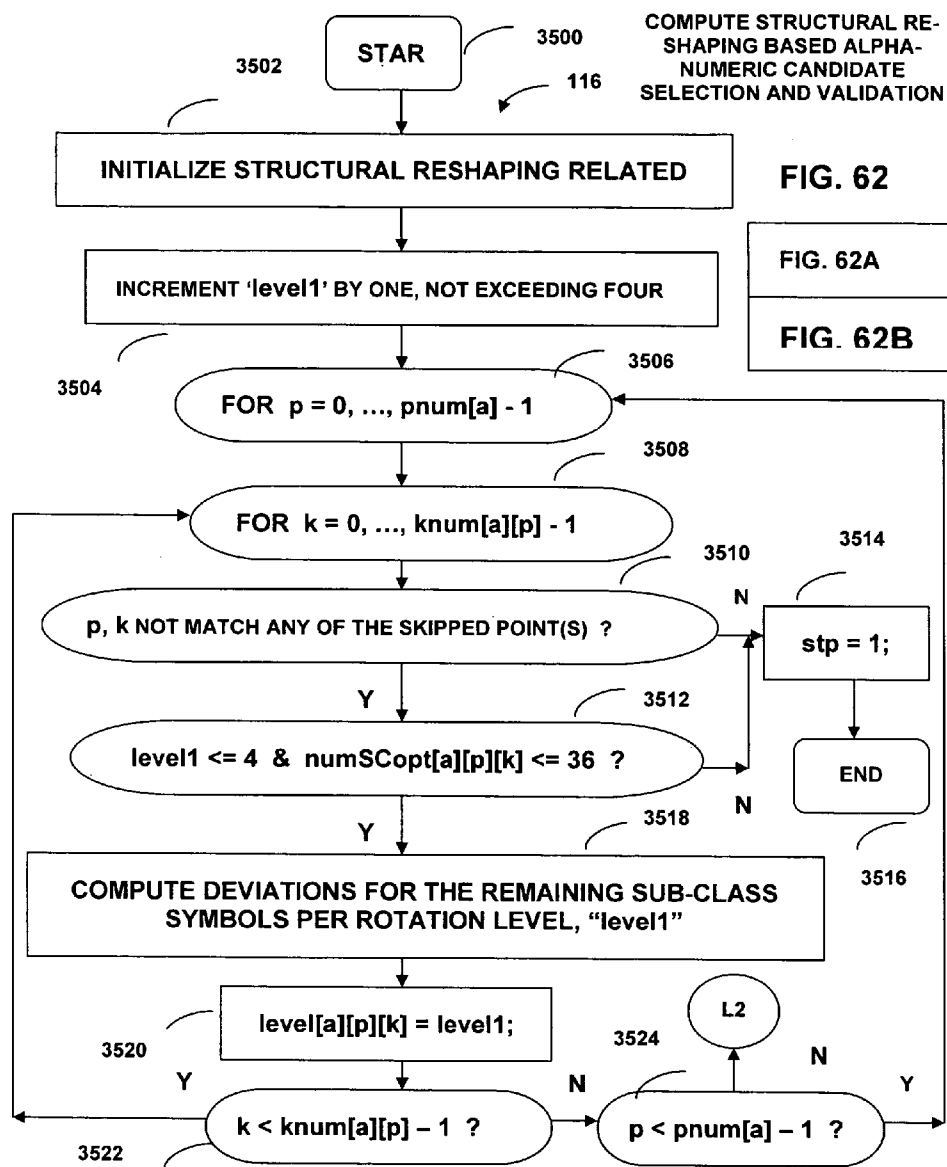 COMPUTE STRUCTURAL RE-
SHAPING BASED ALPHA-
NUMERIC CANDIDATE
SELECTION AND VALIDATION
3500
STAR
3502
116
INITIALIZE STRUCTURAL RESHAPING RELATED
FIG. 62
FIG. 62A
FIG. 62B
INCREMENT 'level1' BY ONE, NOT EXCEEDING FOUR
3504
3506
FOR p = 0, ..., pnum[a] - 1
3508
FOR k = 0, ..., knum[a][p] - 1
3510
3514
p, k NOT MATCH ANY OF THE SKIPPED POINT(S) ?
N
stp = 1;
Y
3512
level1 <= 4 & numSCopt[a][p][k] <= 36 ?
N
END
Y
3518
3516
COMPUTE DEVIATIONS FOR THE REMAINING SUB-CLASS
SYMBOLS PER ROTATION LEVEL, "level1"
L2
level[a][p][k] = level1;
3520
3524
Y
N
N
Y
k < knum[a][p] – 1 ?
p < pnum[a] – 1 ?
3522